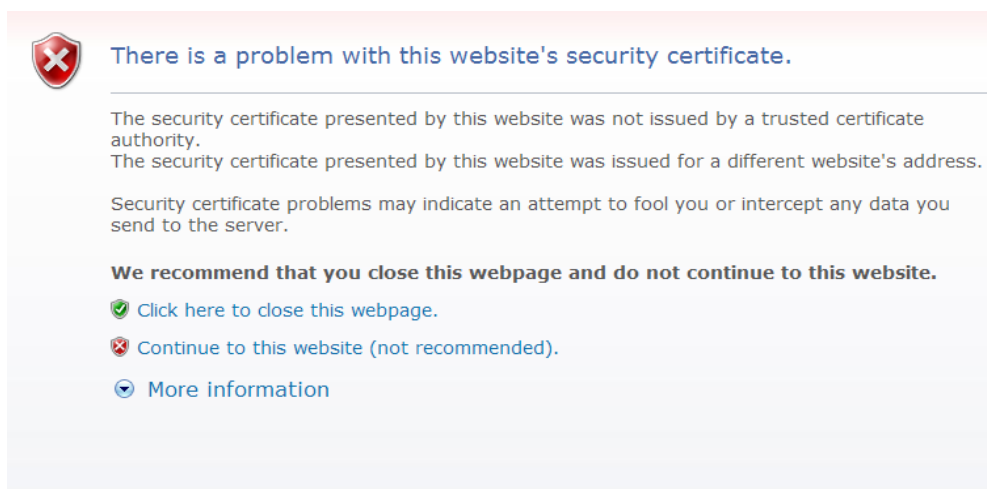 There is a problem with this website's security certificate.
The security certificate presented by this website was not issued by a trusted certificate
authority.
The security certificate presented by this website was issued for a different website's address.
Security certificate problems may indicate an attempt to fool you or intercept any data you
send to the server.
We recommend that you close this webpage and do not continue to this website.
Click here to close this webpage.
Continue to this website (not recommended).
More information